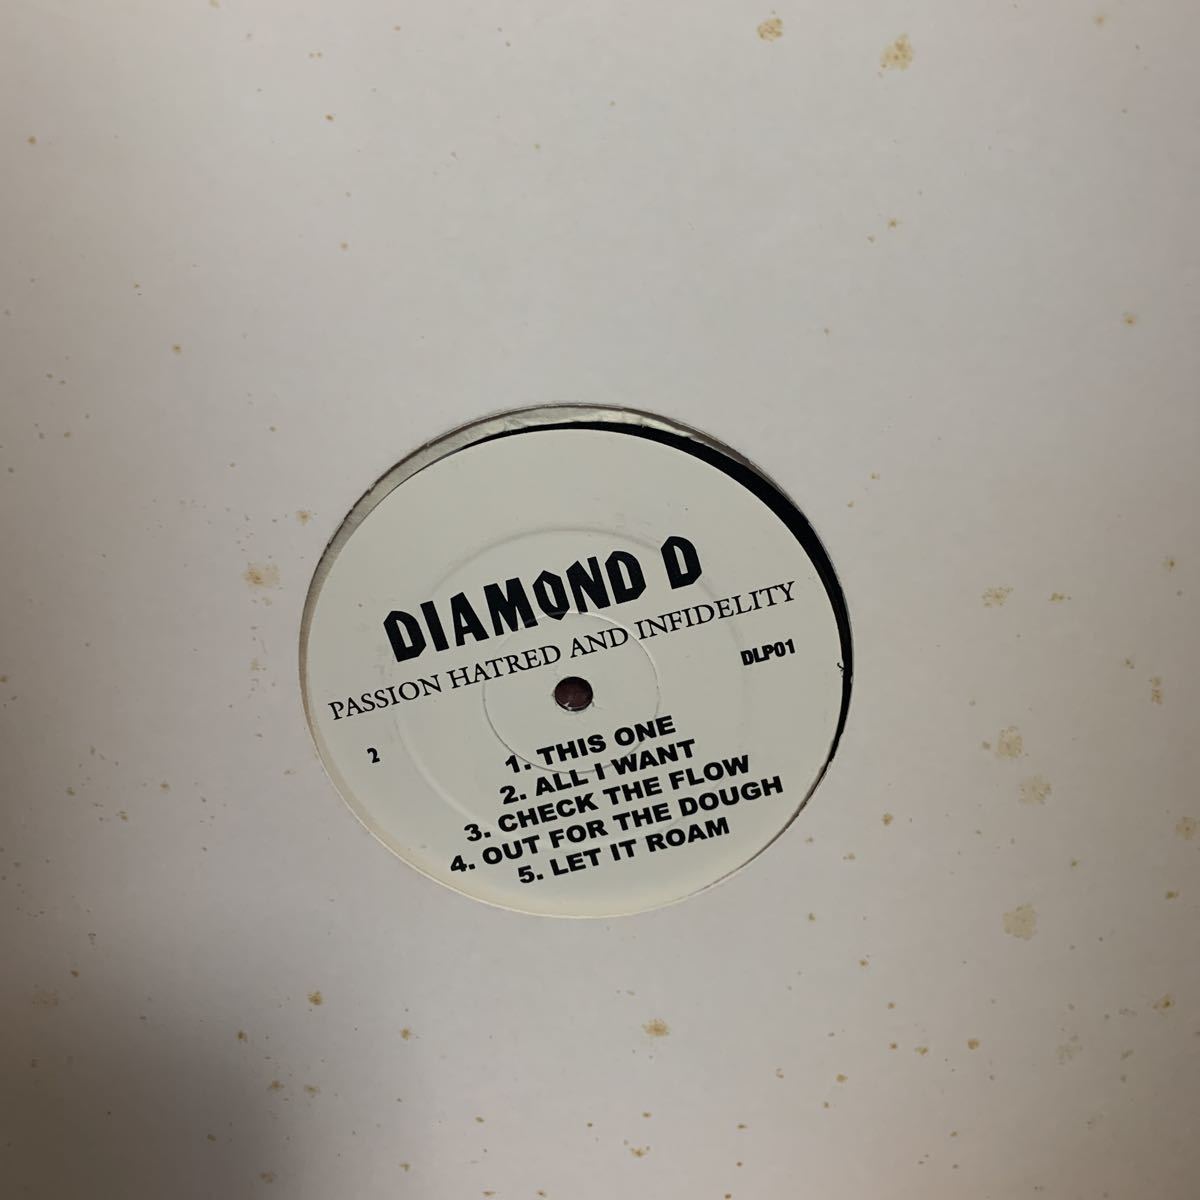 DIAMOND D
PASSION HATRED AND INFIDELITY
DLP01
2
1. THIS ONE
2. ALL I WANT
3. CHECK THE FLOW
4. OUT FOR THE DOUGH
5. LET IT ROAM